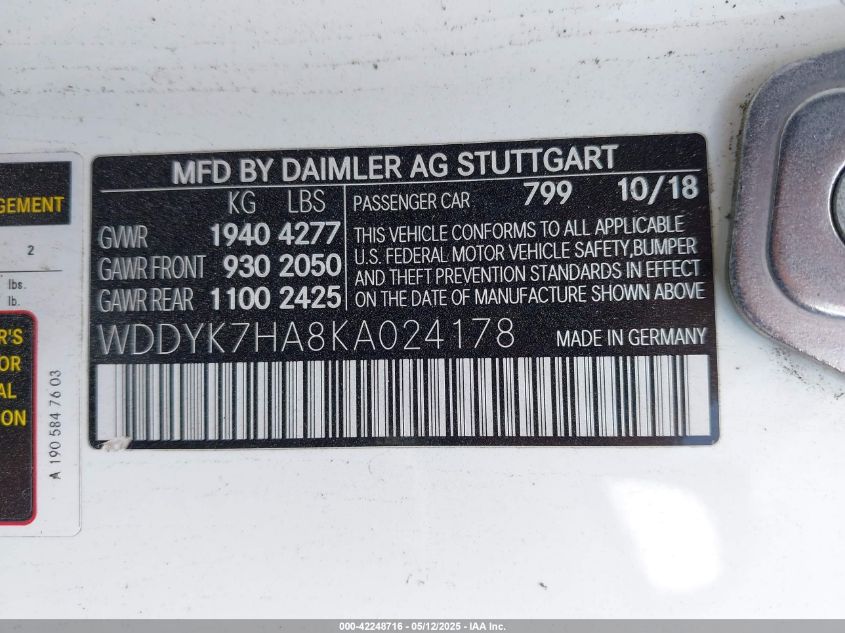 MFD BY DAIMLER AG STUTTGART
KG LBS
PASSENGER CAR 799 10/18
GVWR 1940 4277
GAWR FRONT 930 2050
GAWR REAR 1100 2425
THIS VEHICLE CONFORMS TO ALL APPLICABLE
U.S. FEDERAL MOTOR VEHICLE SAFETY,BUMPER
AND THEFT PREVENTION STANDARDS IN EFFECT
ON THE DATE OF MANUFACTURE SHOWN ABOVE
WDDYK7HA8KA024178 MADE IN GERMANY
GEMENT
2
lbs.
lb.
R'S
FOR
AL
ON
A 190 584 76 03
000-42248716 - 05/12/2025 - IAA Inc.